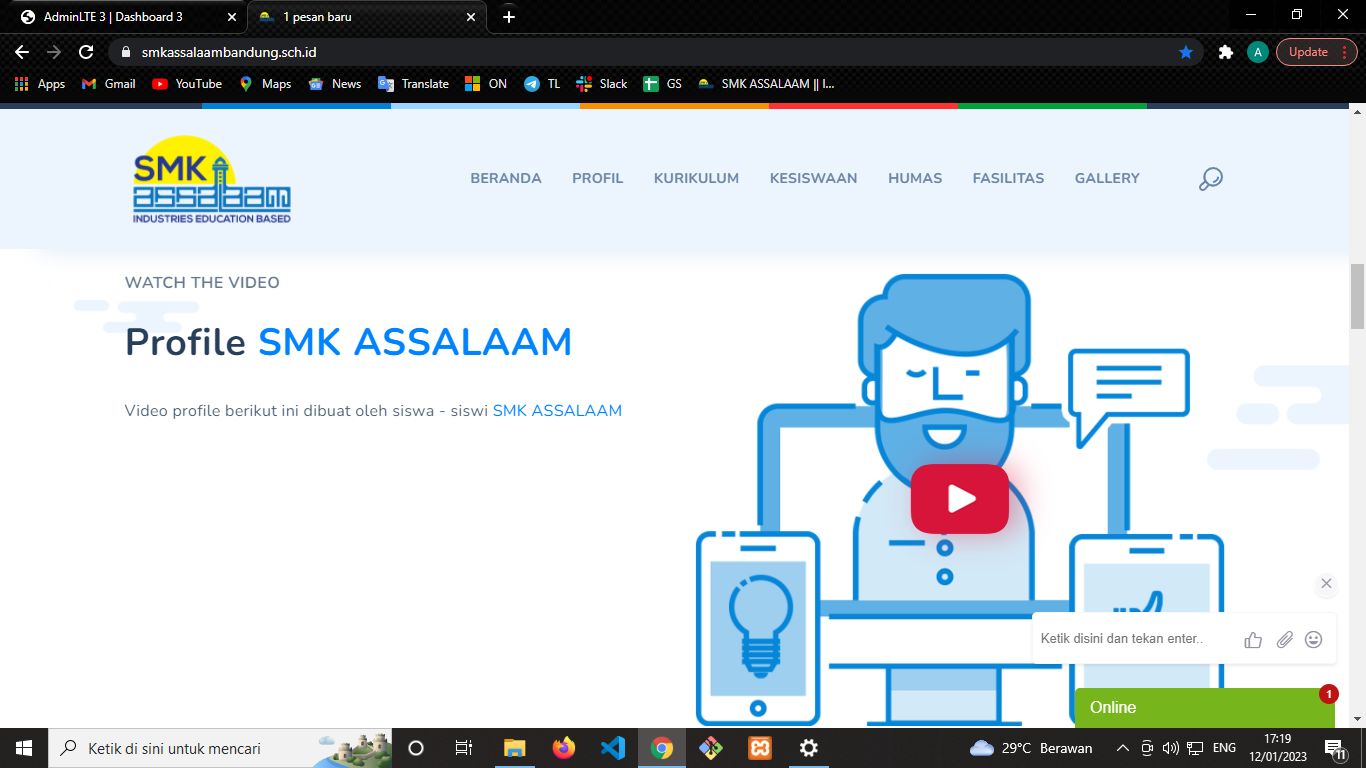 AdminLTE 3 | Dashboard 3
1 pesan baru
smkassalaambandung.sch.id
A
Update
Apps
Gmail
YouTube
Maps
News
Translate
ON
TL
Slack
GS
SMK ASSALAAM || I...
SMK
assalaam
INDUSTRIES EDUCATION BASED
BERANDA
PROFIL
KURIKULUM
KESISWAAN
HUMAS
FASILITAS
GALLERY
WATCH THE VIDEO
Profile SMK ASSALAAM
Video profile berikut ini dibuat oleh siswa - siswi SMK ASSALAAM
Ketik disini dan tekan enter..
Online
1
Ketik di sini untuk mencari
29°C Berawan
ENG
17:19
12/01/2023
11